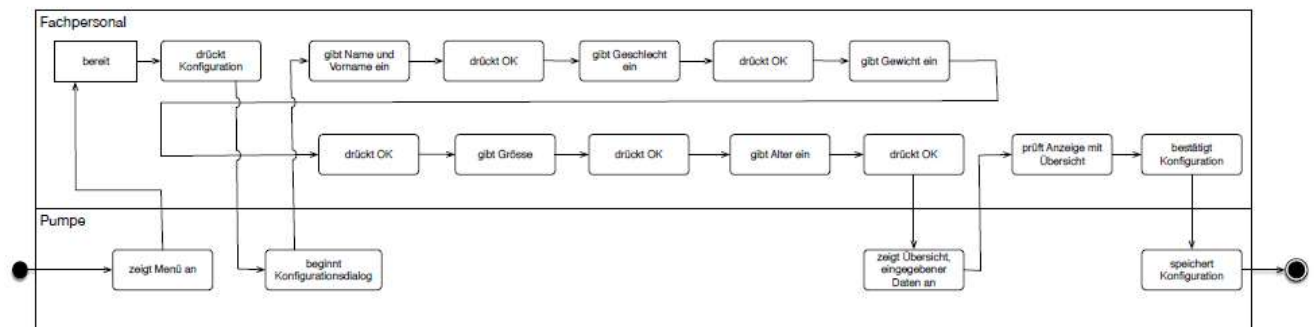 Fachpersonal
bereit
drückt
Konfiguration
gibt Name und
Vorname ein
drückt OK
gibt Geschlecht
ein
drückt OK
gibt Gewicht ein
drückt OK
gibt Grösse
drückt OK
gibt Alter ein
drückt OK
prüft Anzeige mit
Übersicht
bestätigt
Konfiguration
Pumpe
zeigt Menü an
beginnt
Konfigurationsdialog
zeigt Übersicht,
eingegebener
Daten an
speichert
Konfiguration